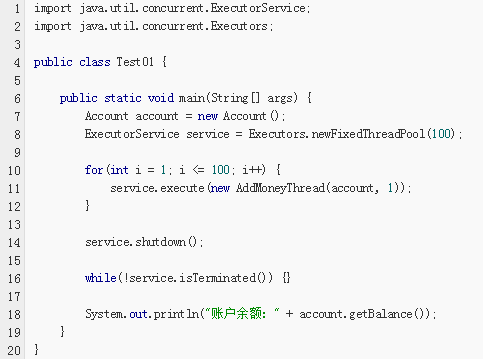 1 import java.util.concurrent.ExecutorService;
2 import java.util.concurrent.Executors;
3
4 public class Test01 {
5
6     public static void main(String[] args) {
7         Account account = new Account();
8         ExecutorService service = Executors.newFixedThreadPool(100);
9
10         for(int i = 1; i <= 100; i++) {
11             service.execute(new AddMoneyThread(account, 1));
12         }
13
14         service.shutdown();
15
16         while(!service.isTerminated()) {}
17
18         System.out.println("账户余额: " + account.getBalance());
19     }
20 }